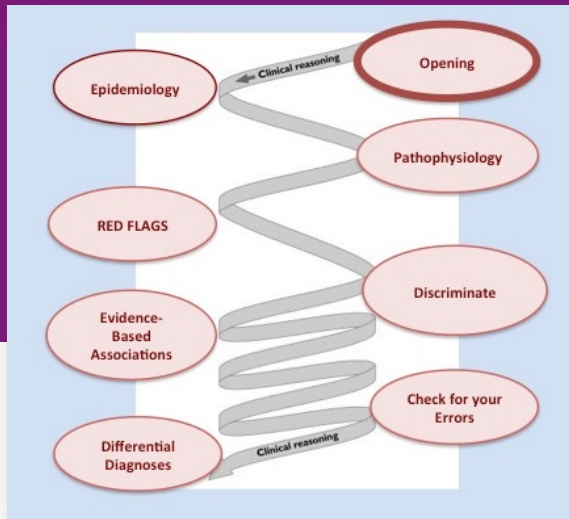 Clinical reasoning
Opening
Epidemiology
Pathophysiology
RED FLAGS
Discriminate
Evidence-
Based
Associations
Check for your
Errors
Differential
Diagnoses
Clinical reasoning